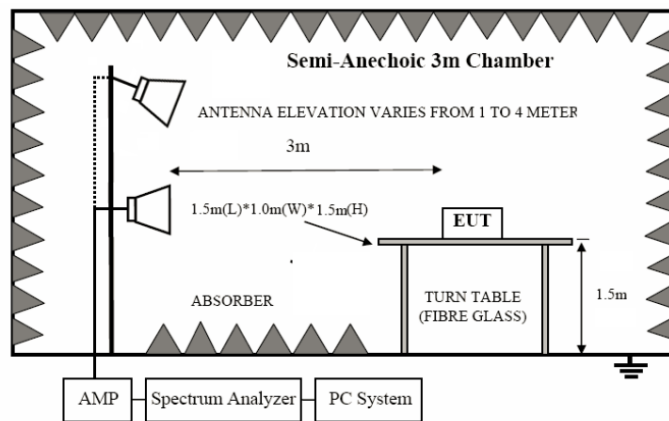 Semi-Anechoic 3m Chamber
ANTENNA ELEVATION VARIES FROM 1 TO 4 METER
3m
1.5m(L)*1.0m(W)*1.5m(H)
EUT
ABSORBER
TURN TABLE
(FIBRE GLASS)
1.5m
AMP
Spectrum Analyzer
PC System